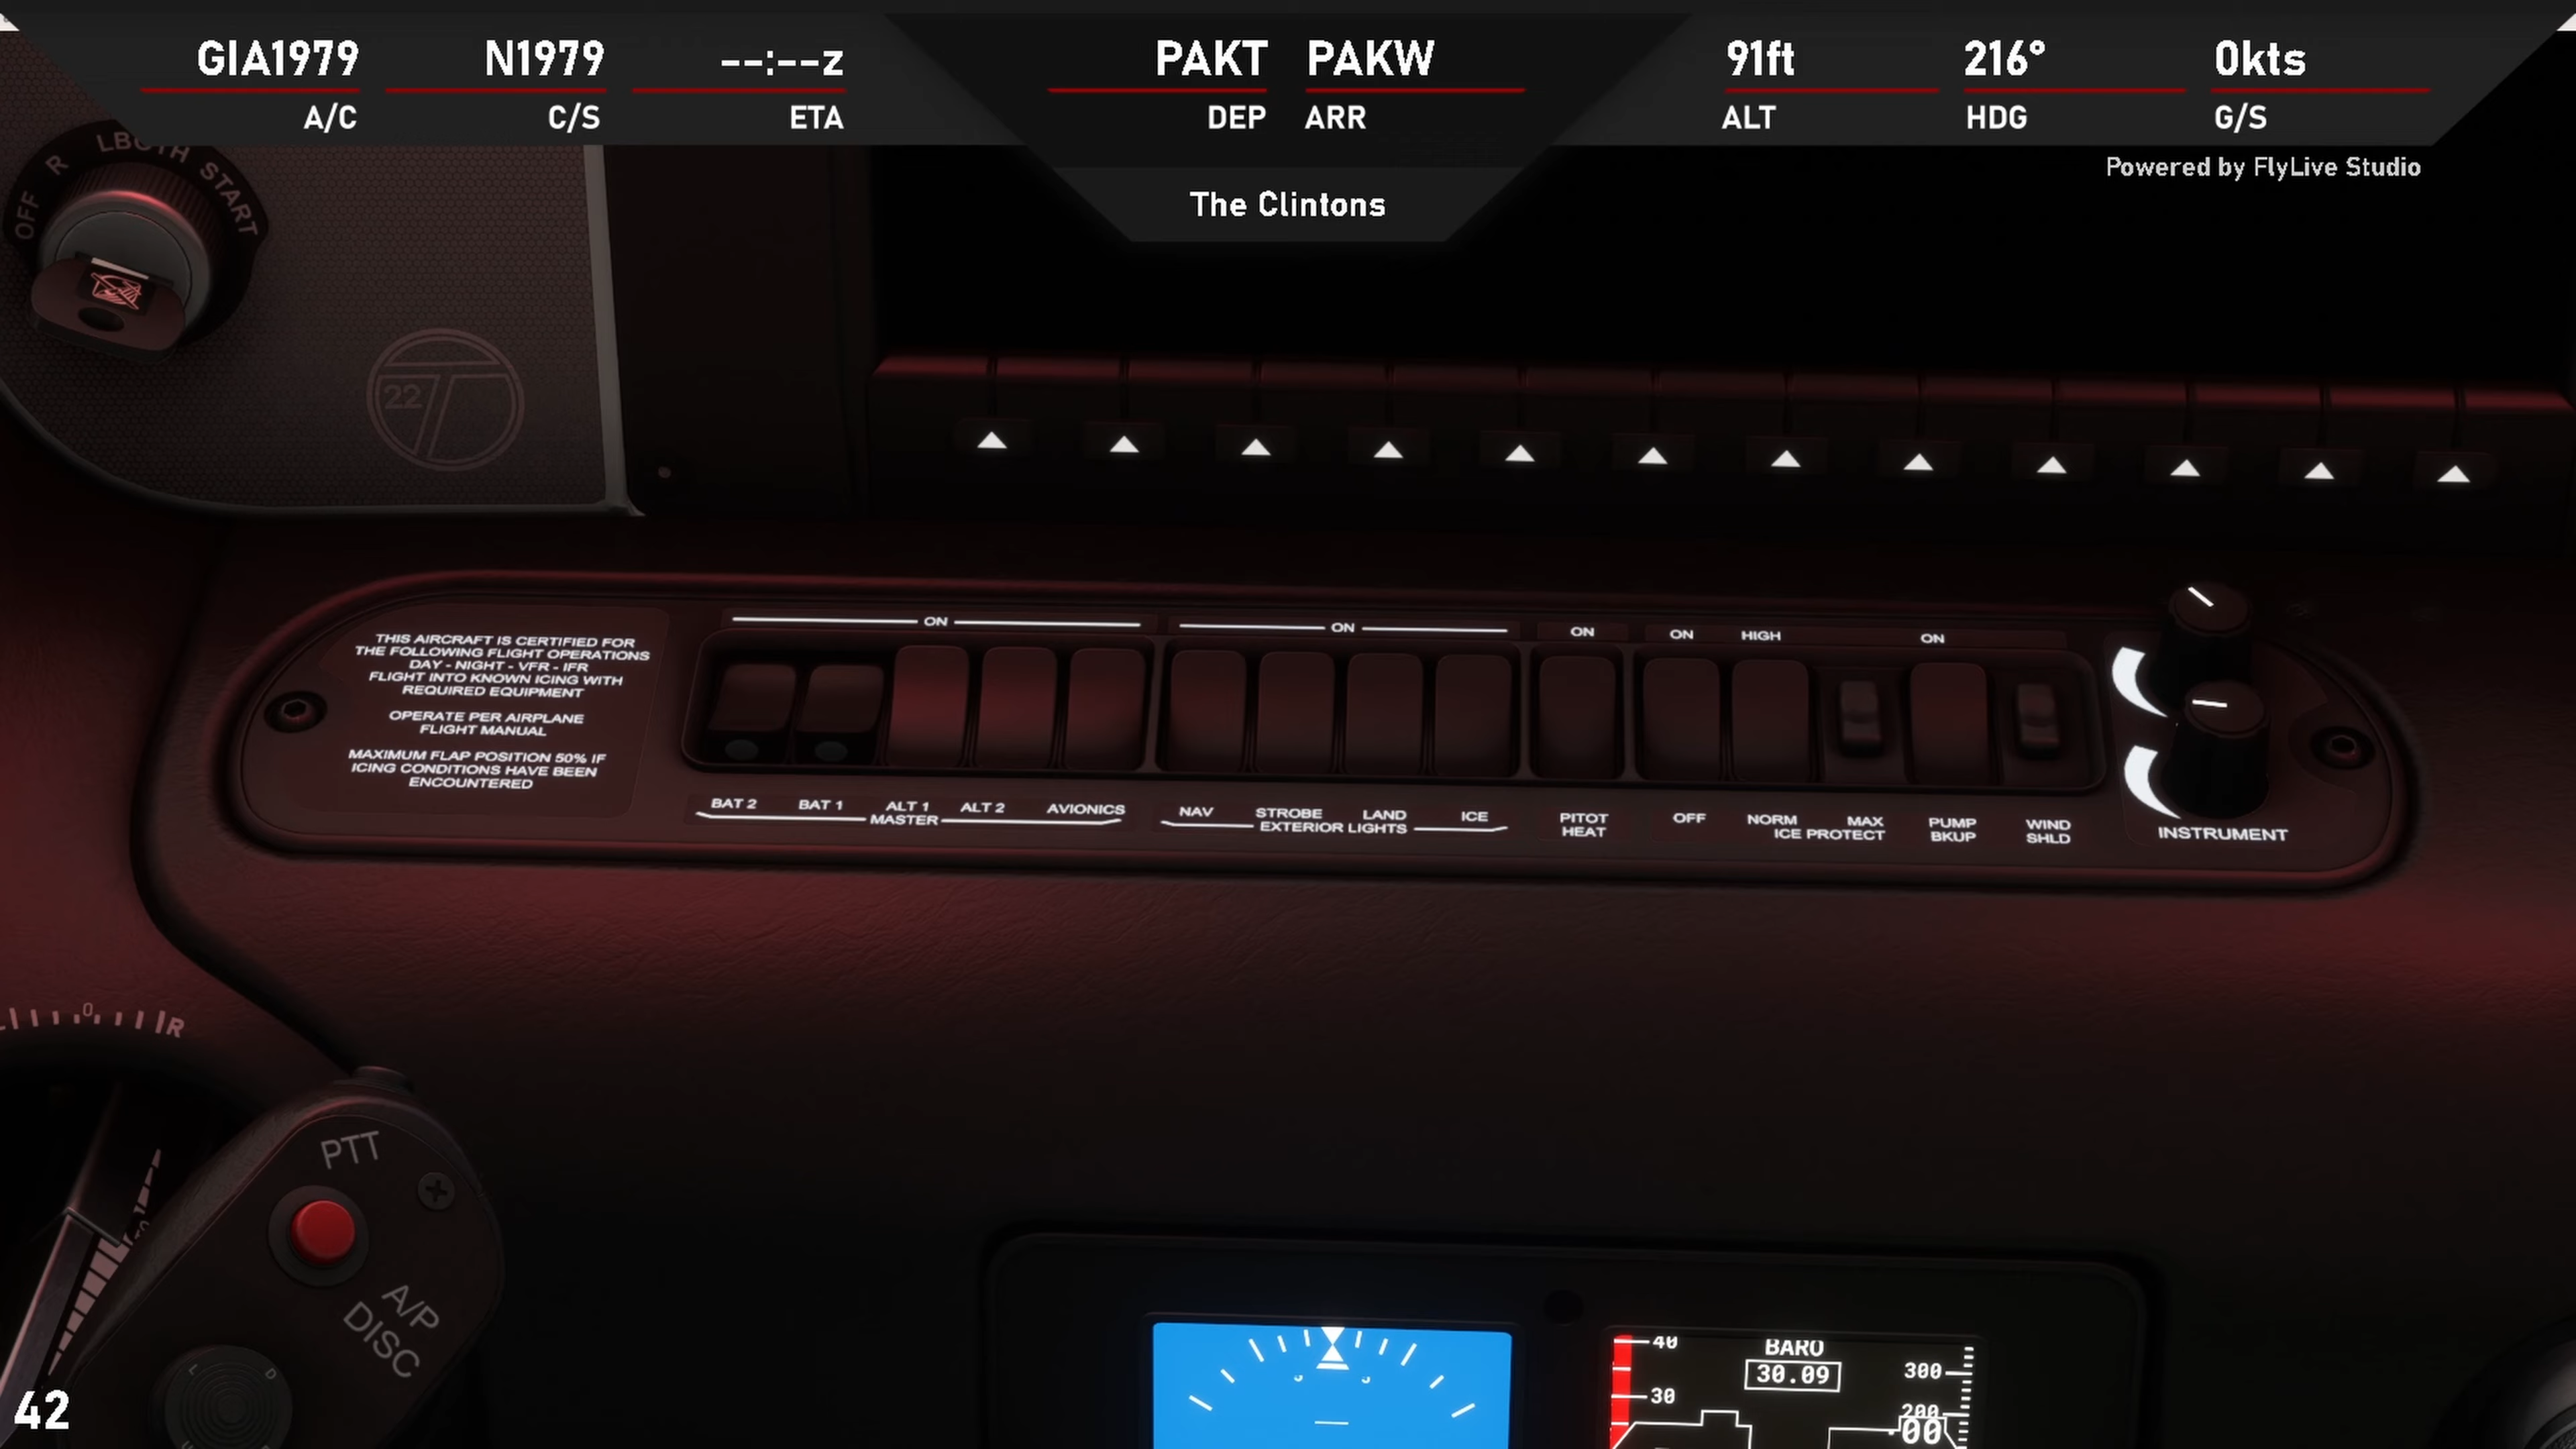 GIA1979 N1979 --:--z PAKT PAKW 91ft 216° 0kts
A/C C/S ETA DEP ARR ALT HDG G/S
Powered by FlyLive Studio
The Clintons
OFF R L BOTH START
22
ON ON ON ON HIGH ON
THIS AIRCRAFT IS CERTIFIED FOR
THE FOLLOWING FLIGHT OPERATIONS
DAY - NIGHT - VFR - IFR
FLIGHT INTO KNOWN ICING WITH
REQUIRED EQUIPMENT
OPERATE PER AIRPLANE
FLIGHT MANUAL
MAXIMUM FLAP POSITION 50% IF
ICING CONDITIONS HAVE BEEN
ENCOUNTERED
BAT 2 BAT 1 ALT 1 ALT 2 AVIONICS
MASTER
NAV STROBE LAND ICE
EXTERIOR LIGHTS
PITOT
HEAT
OFF NORM MAX
ICE PROTECT
PUMP
BKUP
WIND
SHLD
INSTRUMENT
0 R
PTT
A/P
DISC
L D
40 BARO 300
30.09
30 200
00
42